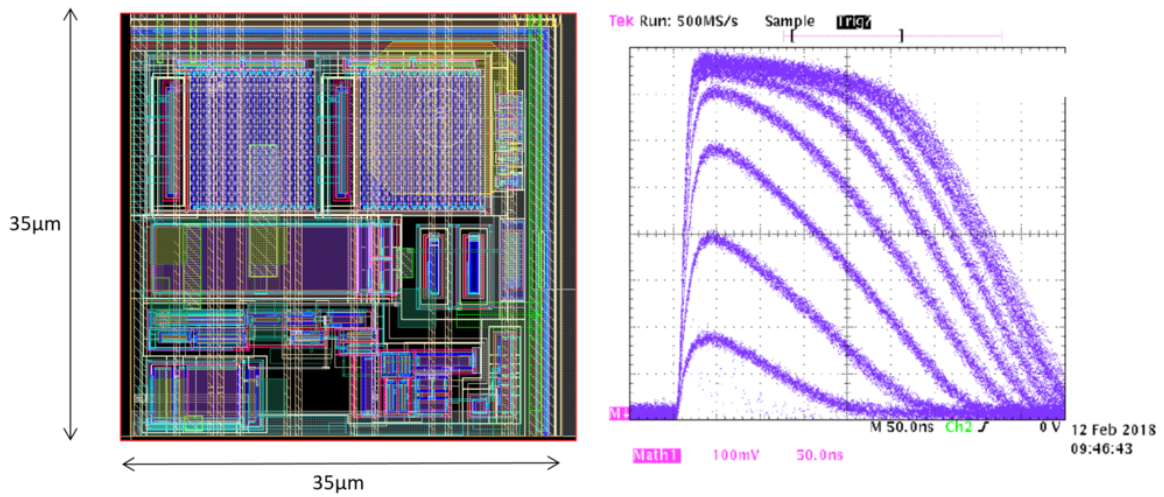 35µm
35µm
Tek Run: 500MS/s Sample Trig?
M 50.0ns Ch2 0 V
12 Feb 2018
09:46:43
Math1 100mV 50.0ns